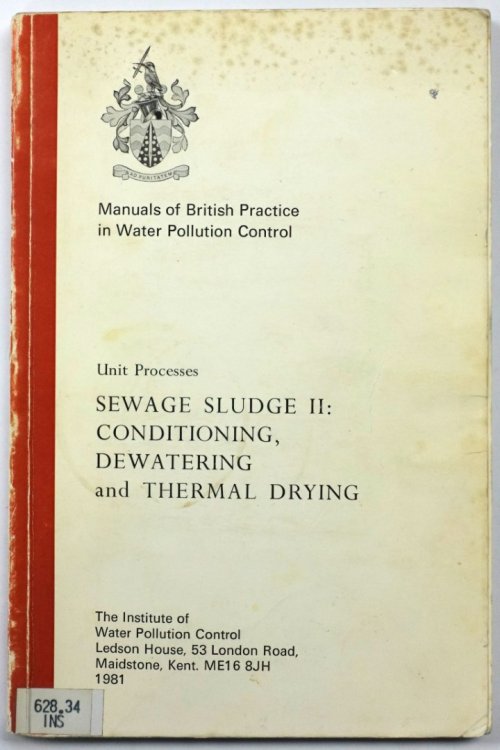 AD PURITATEM
Manuals of British Practice
in Water Pollution Control
Unit Processes
SEWAGE SLUDGE II:
CONDITIONING,
DEWATERING
and THERMAL DRYING
The Institute of
Water Pollution Control
Ledson House, 53 London Road,
Maidstone, Kent. ME16 8JH
1981
628.34
INS